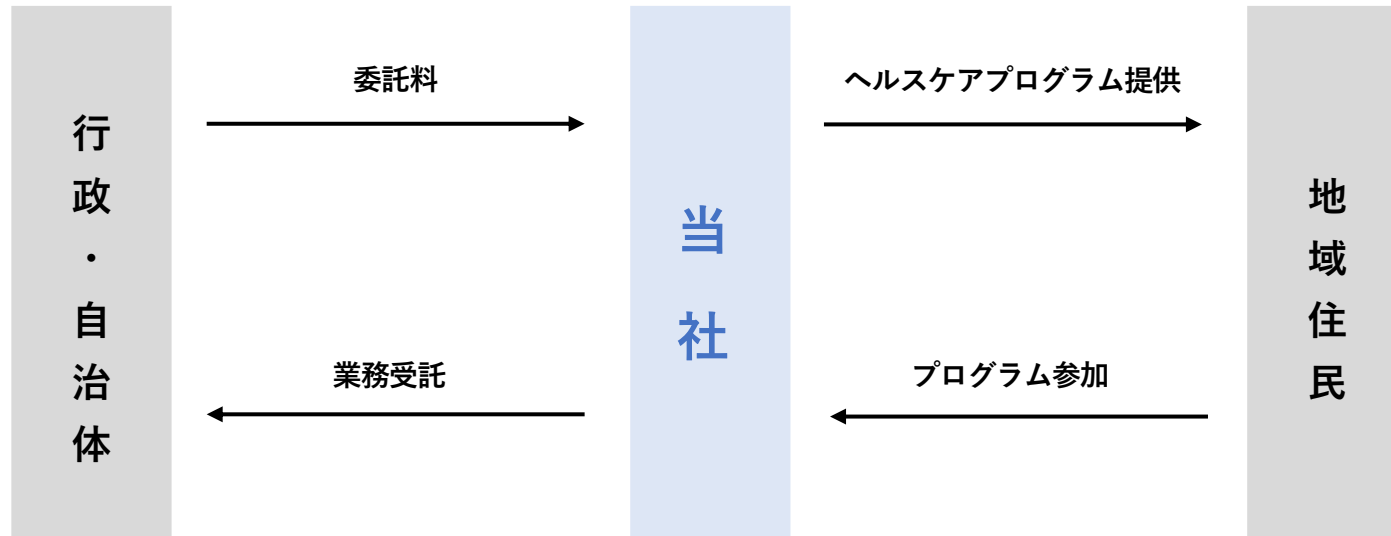 行政・自治体
委託料
業務受託
当社
ヘルスケアプログラム提供
プログラム参加
地域住民